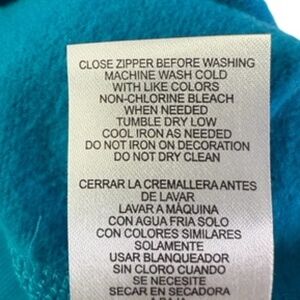 CLOSE ZIPPER BEFORE WASHING
MACHINE WASH COLD
WITH LIKE COLORS
NON-CHLORINE BLEACH
WHEN NEEDED
TUMBLE DRY LOW
COOL IRON AS NEEDED
DO NOT IRON ON DECORATION
DO NOT DRY CLEAN
CERRAR LA CREMALLERA ANTES
DE LAVAR
LAVAR A MÁQUINA
CON AGUA FRIA SOLO
CON COLORES SIMILARES
SOLAMENTE
USAR BLANQUEADOR
SIN CLORO CUANDO
SE NECESITE
SECAR EN SECADORA